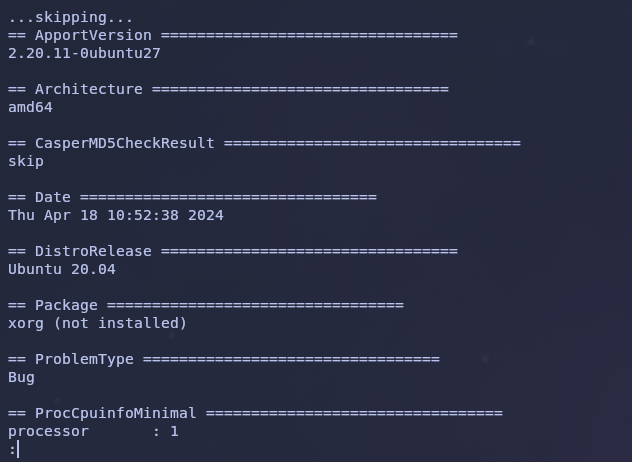 ...skipping...
== ApportVersion =================================
2.20.11-0ubuntu27
== Architecture =================================
amd64
== CasperMD5CheckResult =================================
skip
== Date =================================
Thu Apr 18 10:52:38 2024
== DistroRelease =================================
Ubuntu 20.04
== Package =================================
xorg (not installed)
== ProblemType =================================
Bug
== ProcCpuinfoMinimal =================================
processor       : 1
: